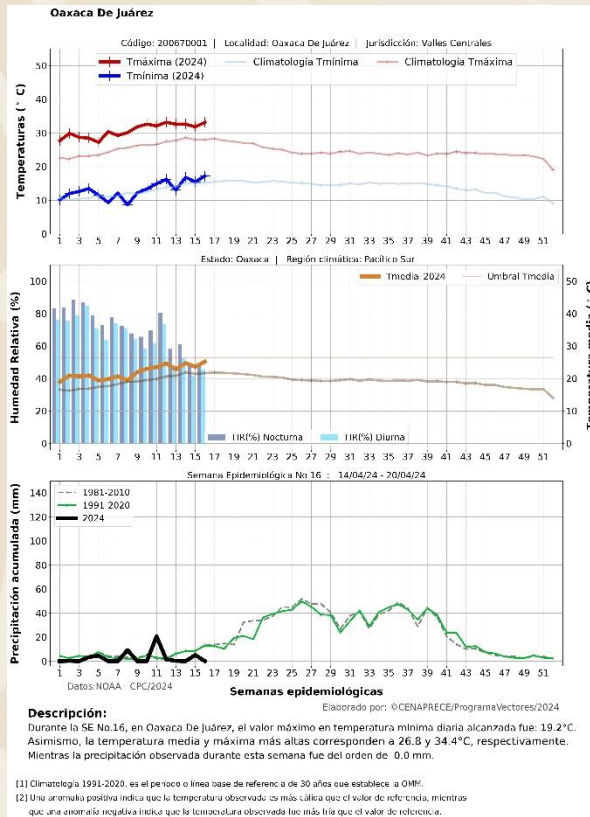 Oaxaca De Juárez
Código: 200670001 | Localidad: Oaxaca De Juárez | Jurisdicción: Valles Centrales
Tmáxima (2024)
Tmínima (2024)
Climatología Tmínima
Climatología Tmáxima
Temperaturas (° C)
50
40
30
20
10
0
1 3 5 7 9 11 13 15 17 19 21 23 25 27 29 31 33 35 37 39 41 43 45 47 49 51
Estado: Oaxaca | Región climática: Pacífico Sur
Tmedia 2024
Umbral Tmedia
Humedad Relativa (%)
100
80
60
40
20
0
50
40
30
20
10
0
Temperatura media (° C)
HR(%) Nocturna
HR(%) Diurna
1 3 5 7 9 11 13 15 17 19 21 23 25 27 29 31 33 35 37 39 41 43 45 47 49 51
Semana Epidemiológica No 16 : 14/04/24 - 20/04/24
1981-2010
1991 2020
2024
Precipitación acumulada (mm)
140
120
100
80
60
40
20
0
1 3 5 7 9 11 13 15 17 19 21 23 25 27 29 31 33 35 37 39 41 43 45 47 49 51
Datos:NOAA CPC/2024
Semanas epidemiológicas
Elaborado por: ©CENAPRECE/ProgramaVectores/2024
Descripción:
Durante la SE No.16, en Oaxaca De Juárez, el valor máximo en temperatura mínima diaria alcanzada fue: 19.2°C.
Asimismo, la temperatura media y máxima más altas corresponden a 26.8 y 34.4°C, respectivamente.
Mientras la precipitación observada durante esta semana fue del orden de 0.0 mm.
[1] Climatología 1991-2020, es el período o línea base de referencia de 30 años que establece la OMM.
[2] Una anomalía positiva indica que la temperatura observada es más cálida que el valor de referencia, mientras
que una anomalía negativa indica que la temperatura observada fue más fría que el valor de referencia.